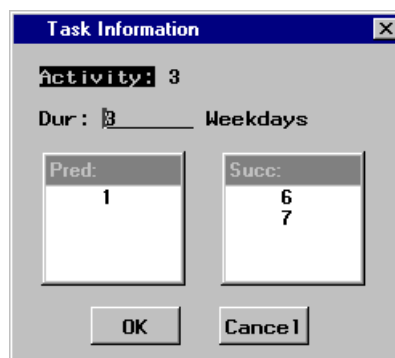 Task Information
Activity: 3
Dur: 3 Weekdays
Pred:
1
Succ:
6
7
OK
Cancel